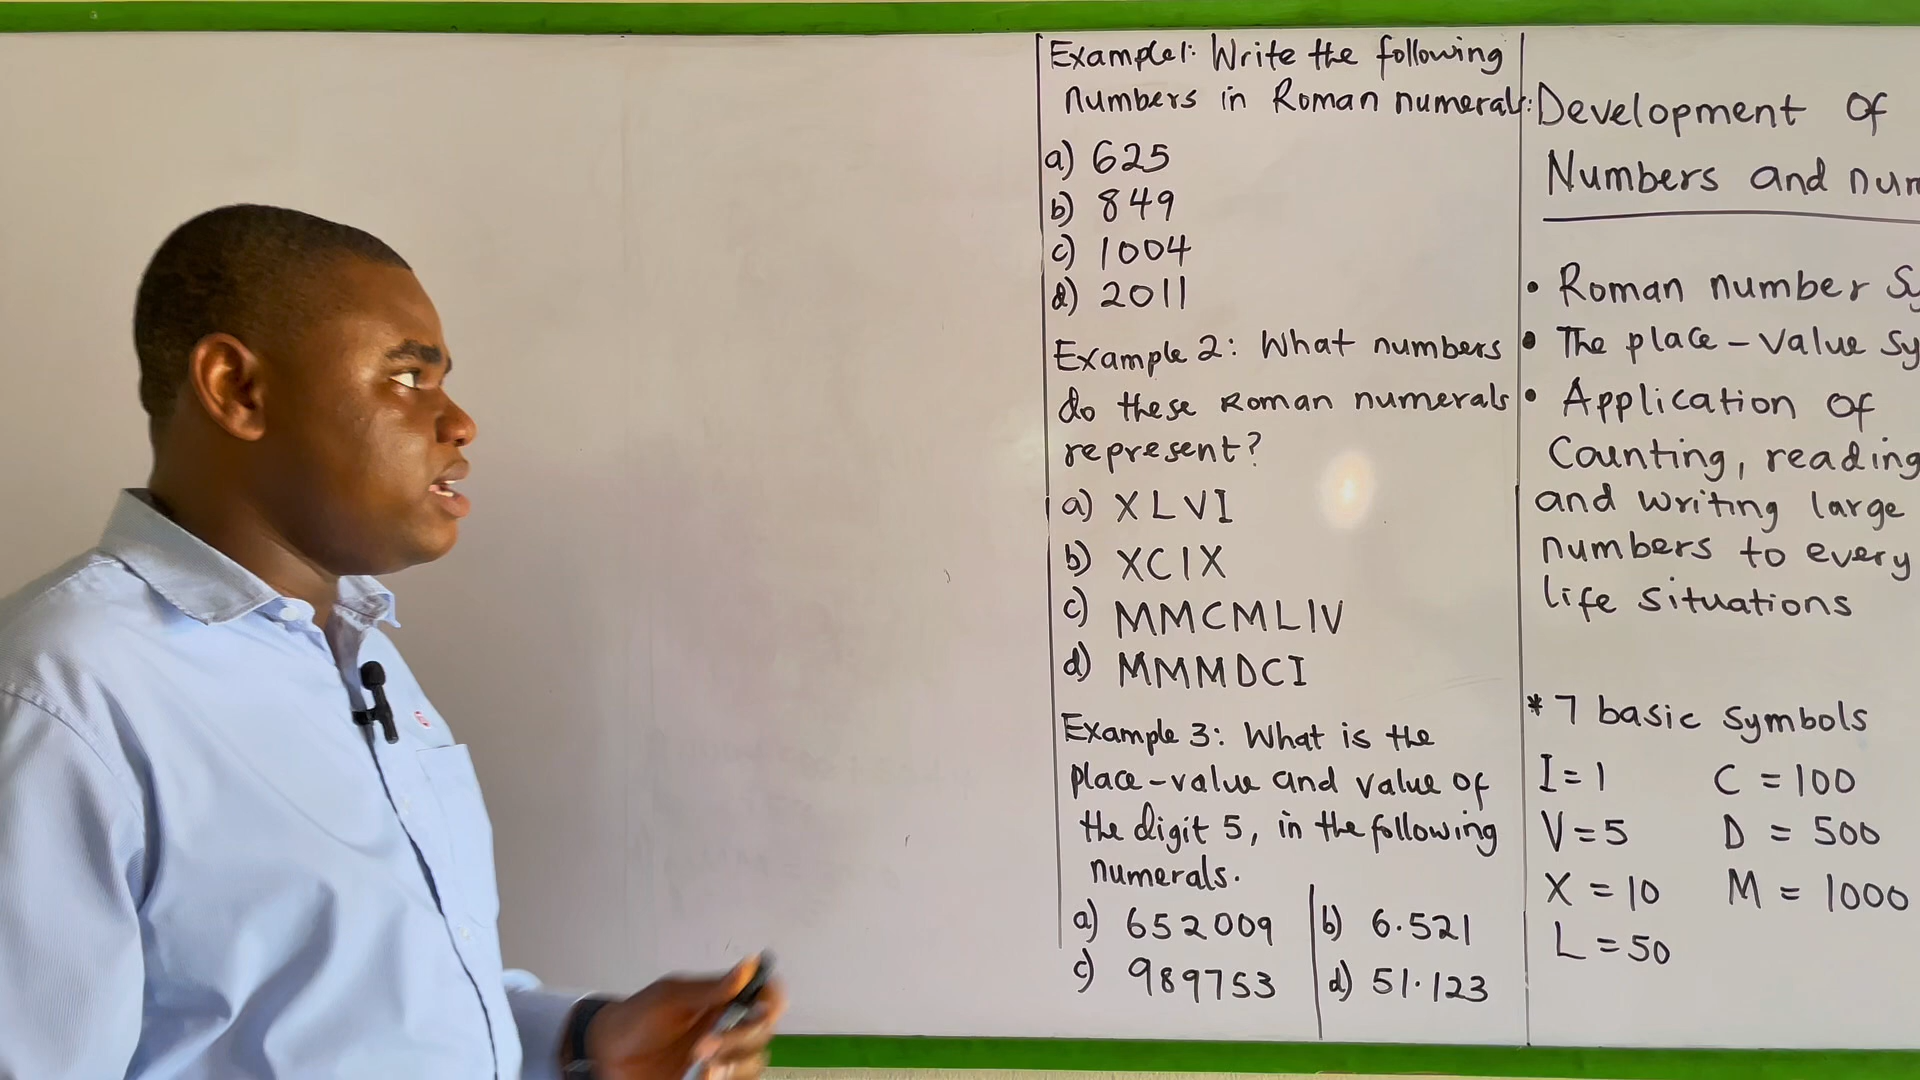 Example1: Write the following
numbers in Roman numerals:
a) 625
b) 849
c) 1004
d) 2011
Example 2: What numbers
do these Roman numerals
represent?
a) XLVI
b) XCIX
c) MMCMLIV
d) MMMDCI
Example 3: What is the
place-value and value of
the digit 5, in the following
numerals.
a) 652009
b) 6.521
c) 989753
d) 51.123
Development of
Numbers and num
• Roman number Sy
• The place-value Sy
• Application of
Counting, reading
and writing large
numbers to every
life situations
* 7 basic symbols
I = 1 C = 100
V = 5 D = 500
X = 10 M = 1000
L = 50